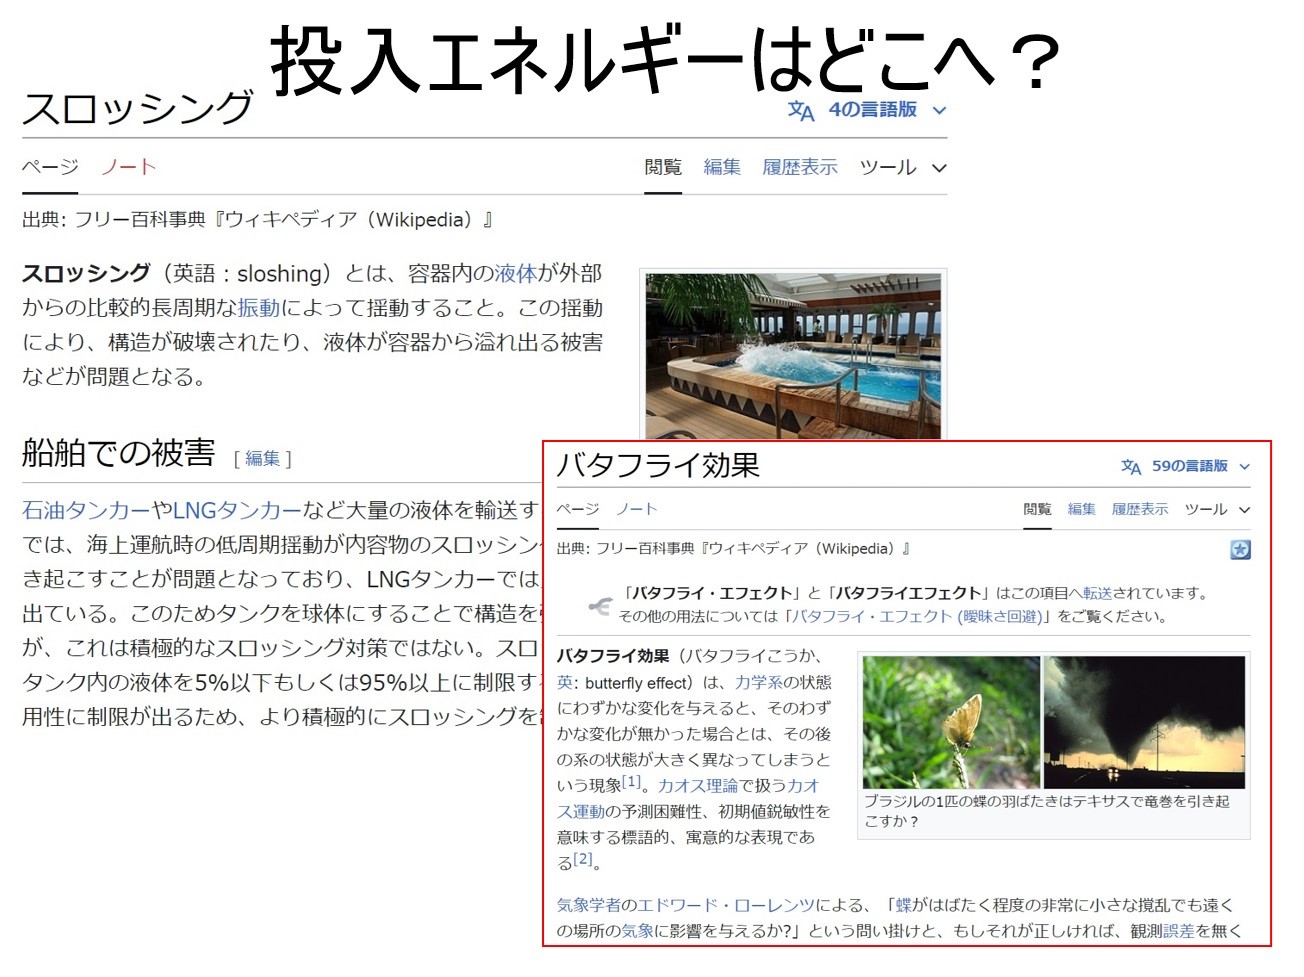 投入エネルギーはどこへ？
スロッシング
4の言語版
ページ ノート 閲覧 編集 履歴表示 ツール
出典: フリー百科事典『ウィキペディア（Wikipedia）』
スロッシング（英語：sloshing）とは、容器内の液体が外部
からの比較的長周期な振動によって揺動すること。この揺動
により、構造が破壊されたり、液体が容器から溢れ出る被害
などが問題となる。
船舶での被害 [ 編集 ]
石油タンカーやLNGタンカーなど大量の液体を輸送す
では、海上運航時の低周期揺動が内容物のスロッシン
き起こすことが問題となっており、LNGタンカーでは
出ている。このためタンクを球体にすることで構造を
が、これは積極的なスロッシング対策ではない。スロ
タンク内の液体を5%以下もしくは95%以上に制限す
用性に制限が出るため、より積極的にスロッシングを
バタフライ効果
59の言語版
ページ ノート 閲覧 編集 履歴表示 ツール
出典: フリー百科事典『ウィキペディア（Wikipedia）』
「バタフライ・エフェクト」と「バタフライエフェクト」はこの項目へ転送されています。
その他の用法については「バタフライ・エフェクト (曖昧さ回避)」をご覧ください。
バタフライ効果（バタフライこうか、
英: butterfly effect）は、力学系の状態
にわずかな変化を与えると、そのわず
かな変化が無かった場合とは、その後
の系の状態が大きく異なってしまうと
いう現象[1]。カオス理論で扱うカオ
ス運動の予測困難性、初期値鋭敏性を
意味する標語的、寓意的な表現であ
る[2]。
ブラジルの1匹の蝶の羽ばたきはテキサスで竜巻を引き起
こすか？
気象学者のエドワード・ローレンツによる、「蝶がはばたく程度の非常に小さな撹乱でも遠く
の場所の気象に影響を与えるか?」という問い掛けと、もしそれが正しければ、観測誤差を無く